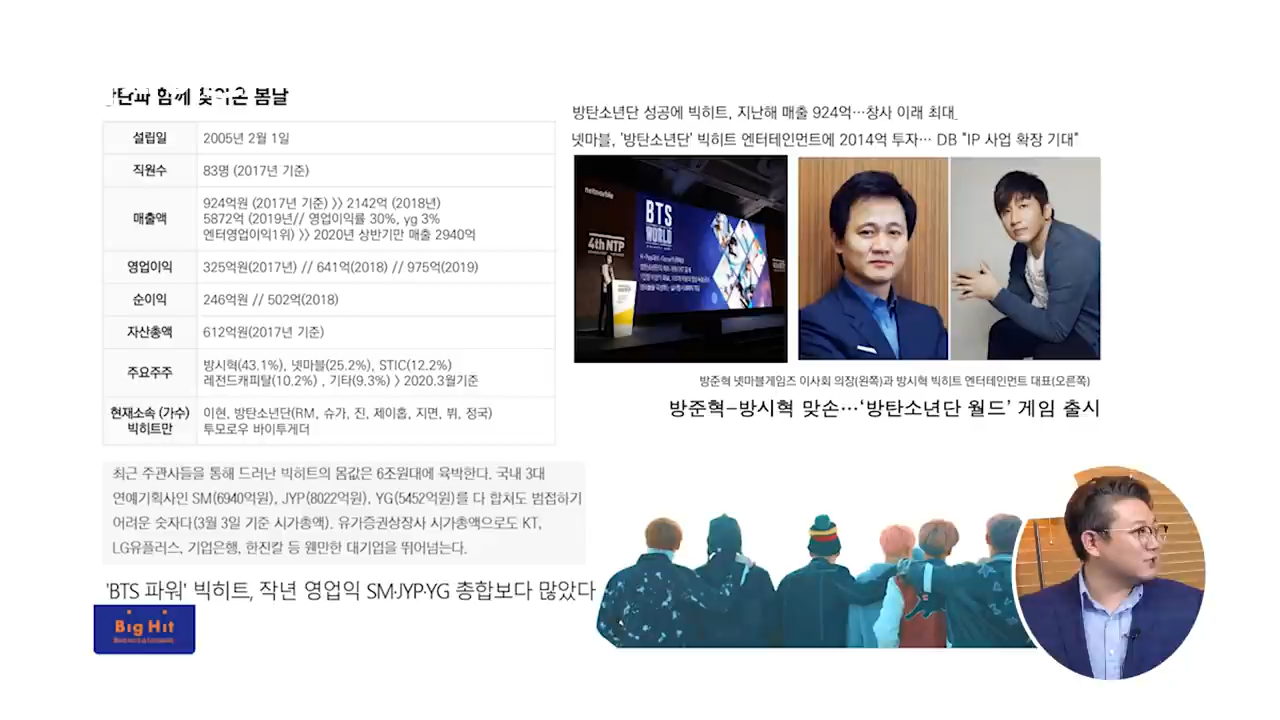 함께 맞이한 봄날
설립일 2005년 2월 1일
직원수 83명 (2017년 기준)
매출액 924억원 (2017년 기준) 》 2142억 (2018년)
5872억 (2019년// 영업이익률 30%, yg 3%
엔터영업이익1위) 》 2020년 상반기만 매출 2940억
영업이익 325억원(2017년) // 641억(2018) // 975억(2019)
순이익 246억원 // 502억(2018)
자산총액 612억원(2017년 기준)
주요주주 방시혁(43.1%), 넷마블(25.2%), STIC(12.2%)
레전드캐피탈(10.2%) , 기타(9.3%) > 2020.3월기준
현재소속 (가수)
빅히트만
이현, 방탄소년단(RM, 슈가, 진, 제이홉, 지면, 뷔, 정국)
투모로우 바이투게더
최근 주관사들을 통해 드러난 빅히트의 몸값은 6조원대에 육박한다. 국내 3대
연예기획사인 SM(6940억원), JYP(8022억원), YG(5452억원)를 다 합쳐도 범접하기
어려운 숫자다(3월 3일 기준 시가총액). 유가증권상장사 시가총액으로도 KT,
LG유플러스, 기업은행, 한진칼 등 웬만한 대기업을 뛰어넘는다.
'BTS 파워' 빅히트, 작년 영업익 SM·JYP·YG 총합보다 많았다
Big Hit
방탄소년단 성공에 빅히트, 지난해 매출 924억…창사 이래 최대
넷마블, '방탄소년단' 빅히트 엔터테인먼트에 2014억 투자… DB "IP 사업 확장 기대"
netmarble
BTS
WORLD
4th NTP
방준혁 넷마블게임즈 이사회 의장(왼쪽)과 방시혁 빅히트 엔터테인먼트 대표(오른쪽)
방준혁-방시혁 맞손…‘방탄소년단 월드’ 게임 출시